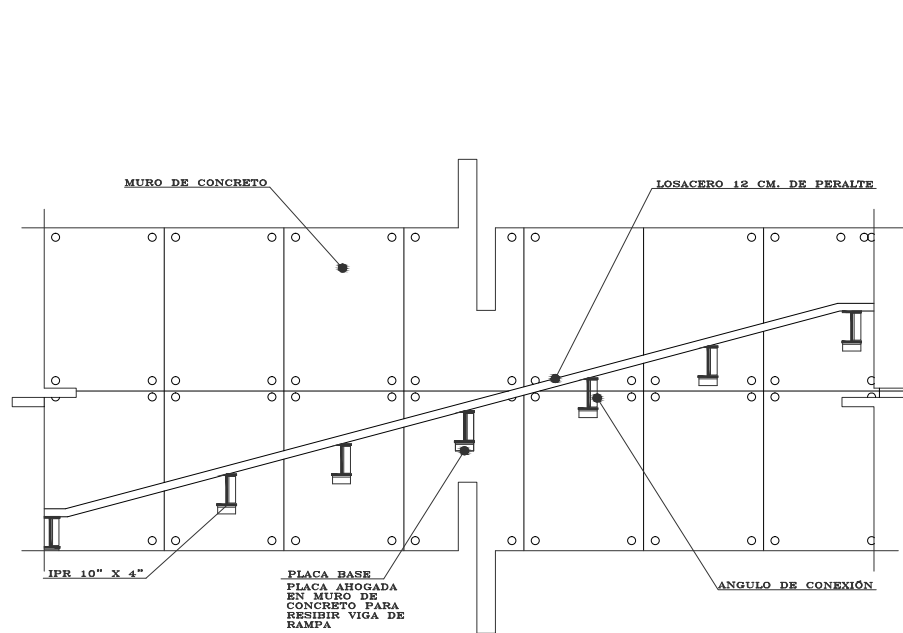 MURO DE CONCRETO
LOSACERO 12 CM. DE PERALTE
IPR 10" X 4"
PLACA BASE
PLACA AHOGADA
EN MURO DE
CONCRETO PARA
RESIBIR VIGA DE
RAMPA
ANGULO DE CONEXIÓN